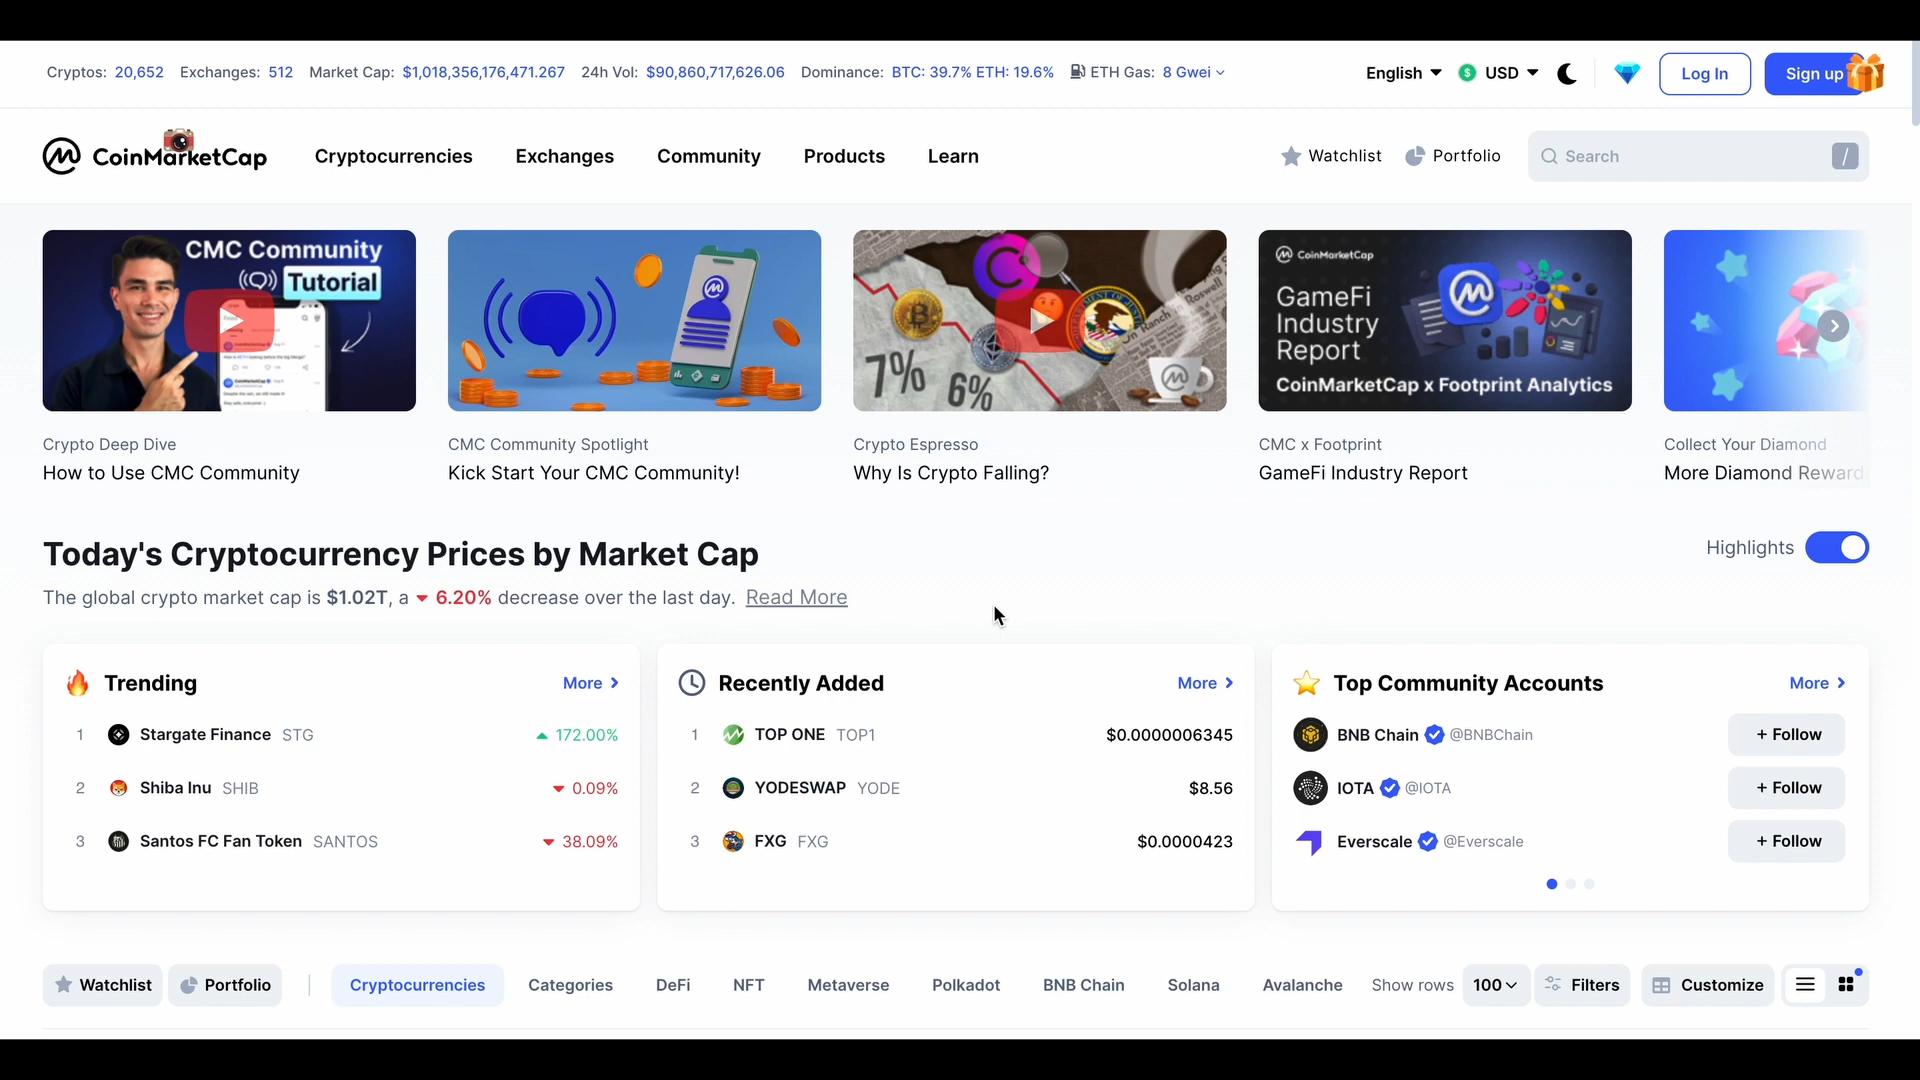 Cryptos: 20,652 Exchanges: 512 Market Cap: $1,018,356,176,471.267 24h Vol: $90,860,717,626.06 Dominance: BTC: 39.7% ETH: 19.6% ETH Gas: 8 Gwei English $ USD Log In Sign up
CoinMarketCap Cryptocurrencies Exchanges Community Products Learn Watchlist Portfolio Search /
CMC Community
Tutorial
7% 6%
CoinMarketCap
GameFi
Industry
Report
CoinMarketCap x Footprint Analytics
Crypto Deep Dive
How to Use CMC Community
CMC Community Spotlight
Kick Start Your CMC Community!
Crypto Espresso
Why Is Crypto Falling?
CMC x Footprint
GameFi Industry Report
Collect Your Diamond
More Diamond Reward
Today's Cryptocurrency Prices by Market Cap
Highlights
The global crypto market cap is $1.02T, a 6.20% decrease over the last day. Read More
Trending More
1 Stargate Finance STG 172.00%
2 Shiba Inu SHIB 0.09%
3 Santos FC Fan Token SANTOS 38.09%
Recently Added More
1 TOP ONE TOP1 $0.0000006345
2 YODESWAP YODE $8.56
3 FXG FXG $0.0000423
Top Community Accounts More
BNB Chain @BNBChain + Follow
IOTA @IOTA + Follow
Everscale @Everscale + Follow
Watchlist Portfolio Cryptocurrencies Categories DeFi NFT Metaverse Polkadot BNB Chain Solana Avalanche Show rows 100 Filters Customize